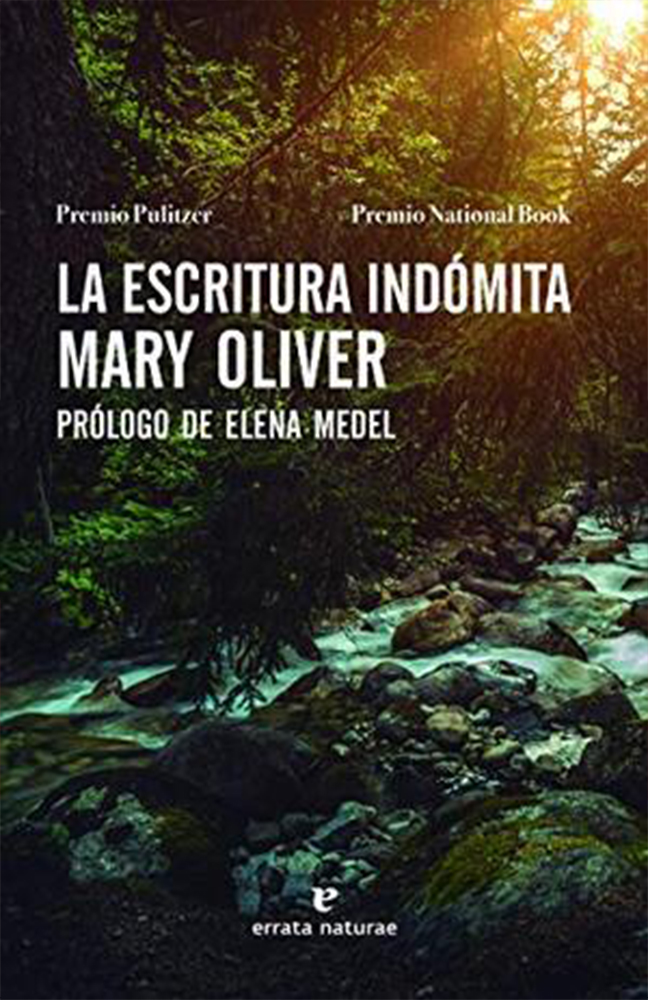 Premio Pulitzer Premio National Book
LA ESCRITURA INDÓMITA
MARY OLIVER
PRÓLOGO DE ELENA MEDEL
e
errata naturae